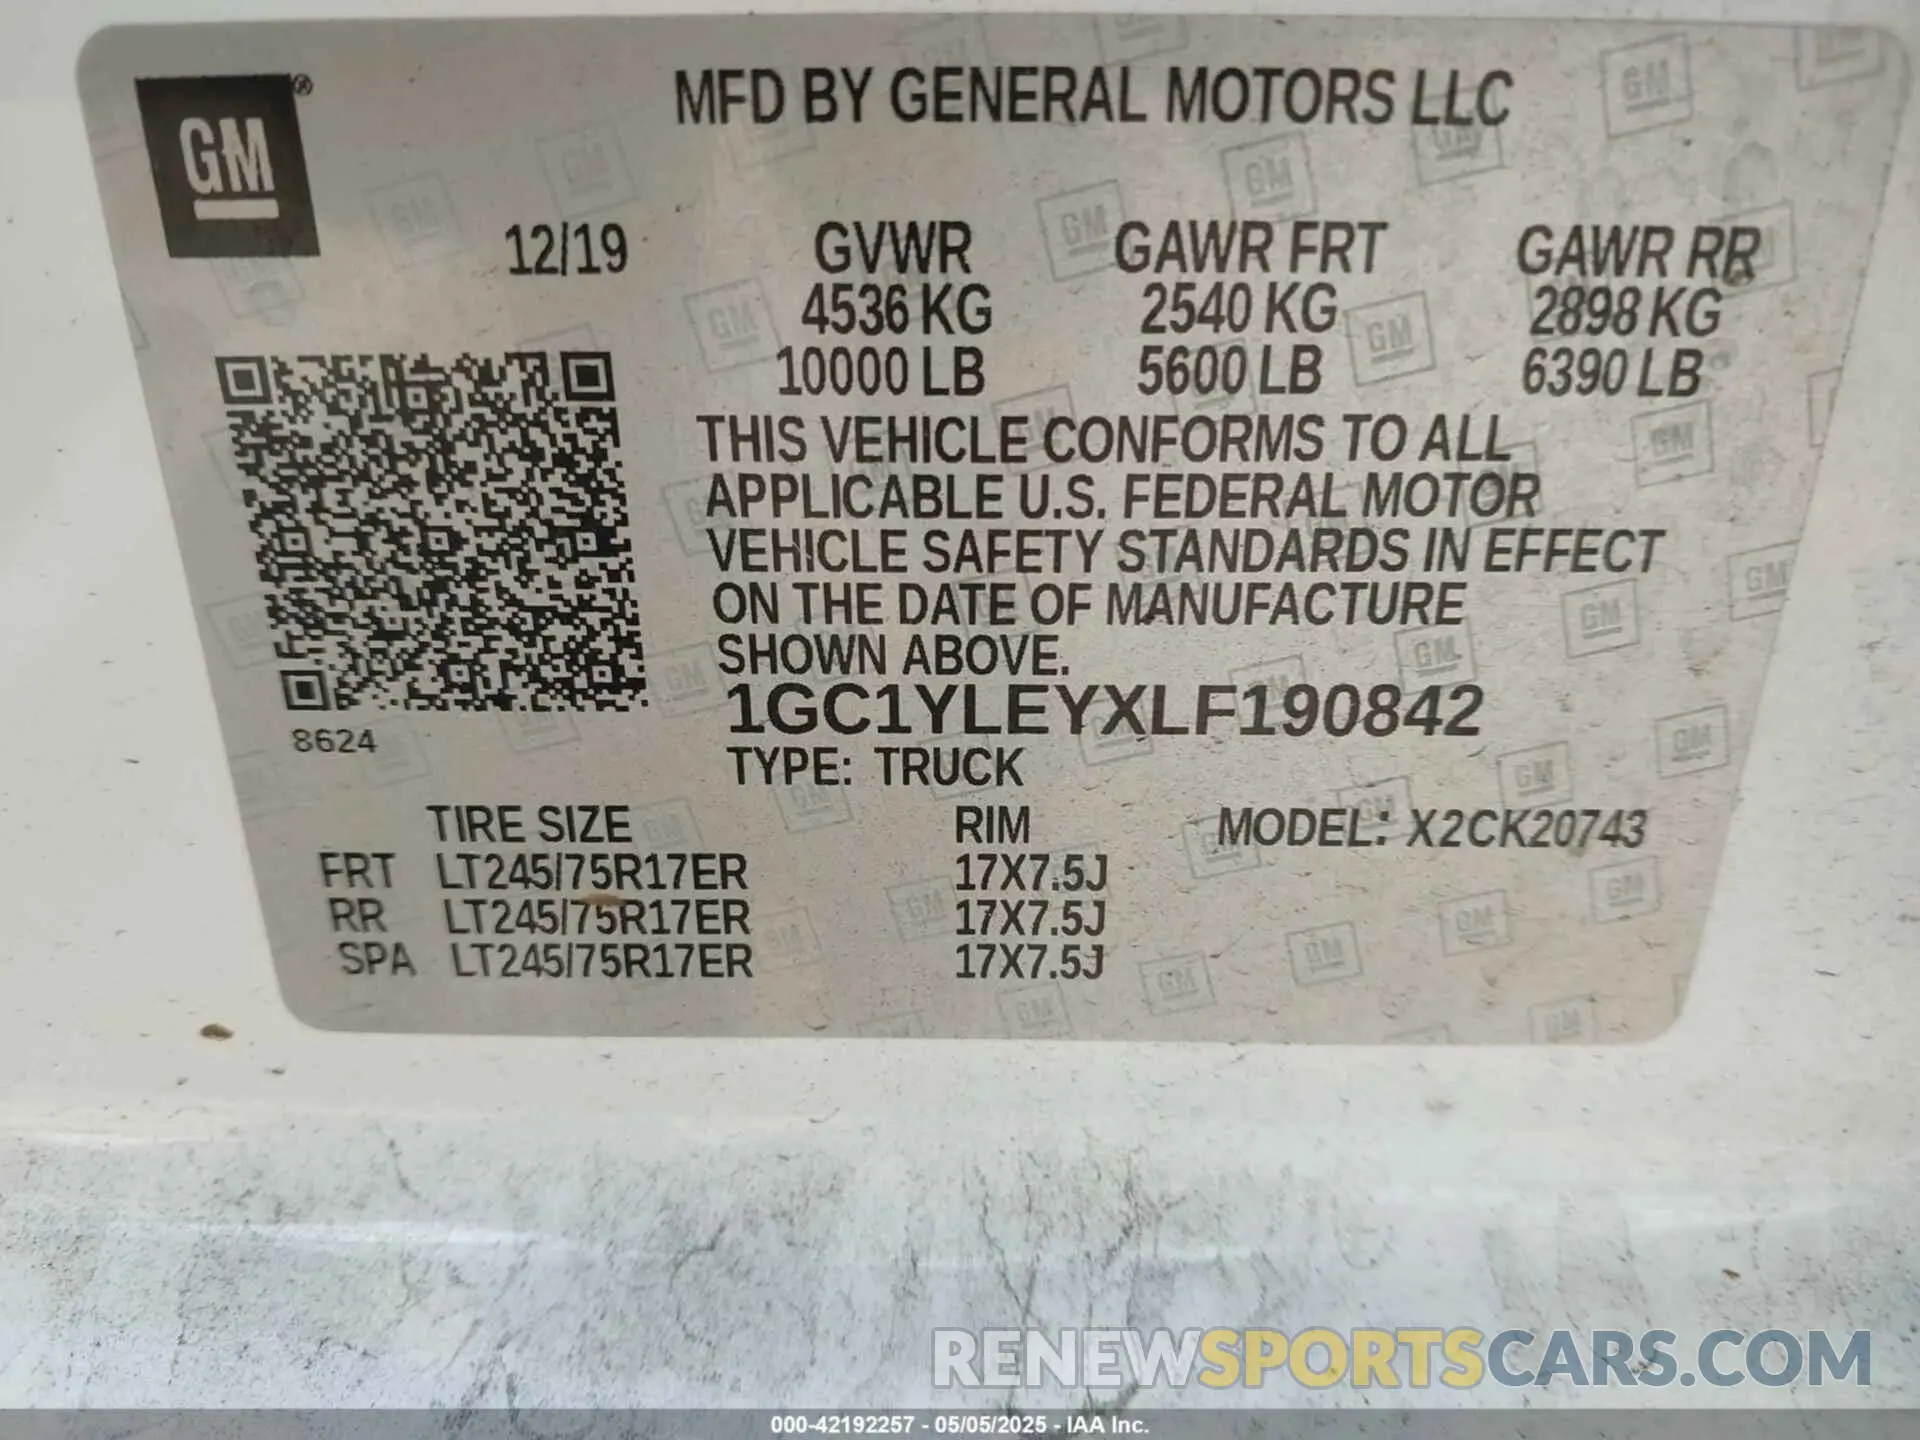 GM®
MFD BY GENERAL MOTORS LLC
12/19 GVWR GAWR FRT GAWR RR
4536 KG 2540 KG 2898 KG
10000 LB 5600 LB 6390 LB
THIS VEHICLE CONFORMS TO ALL
APPLICABLE U.S. FEDERAL MOTOR
VEHICLE SAFETY STANDARDS IN EFFECT
ON THE DATE OF MANUFACTURE
SHOWN ABOVE.
1GC1YLEYXLF190842
8624
TYPE: TRUCK
TIRE SIZE RIM MODEL: X2CK20743
FRT LT245/75R17ER 17X7.5J
RR LT245/75R17ER 17X7.5J
SPA LT245/75R17ER 17X7.5J
RENEWSPORTSCARS.COM
000-42192257 - 05/05/2025 - IAA Inc.